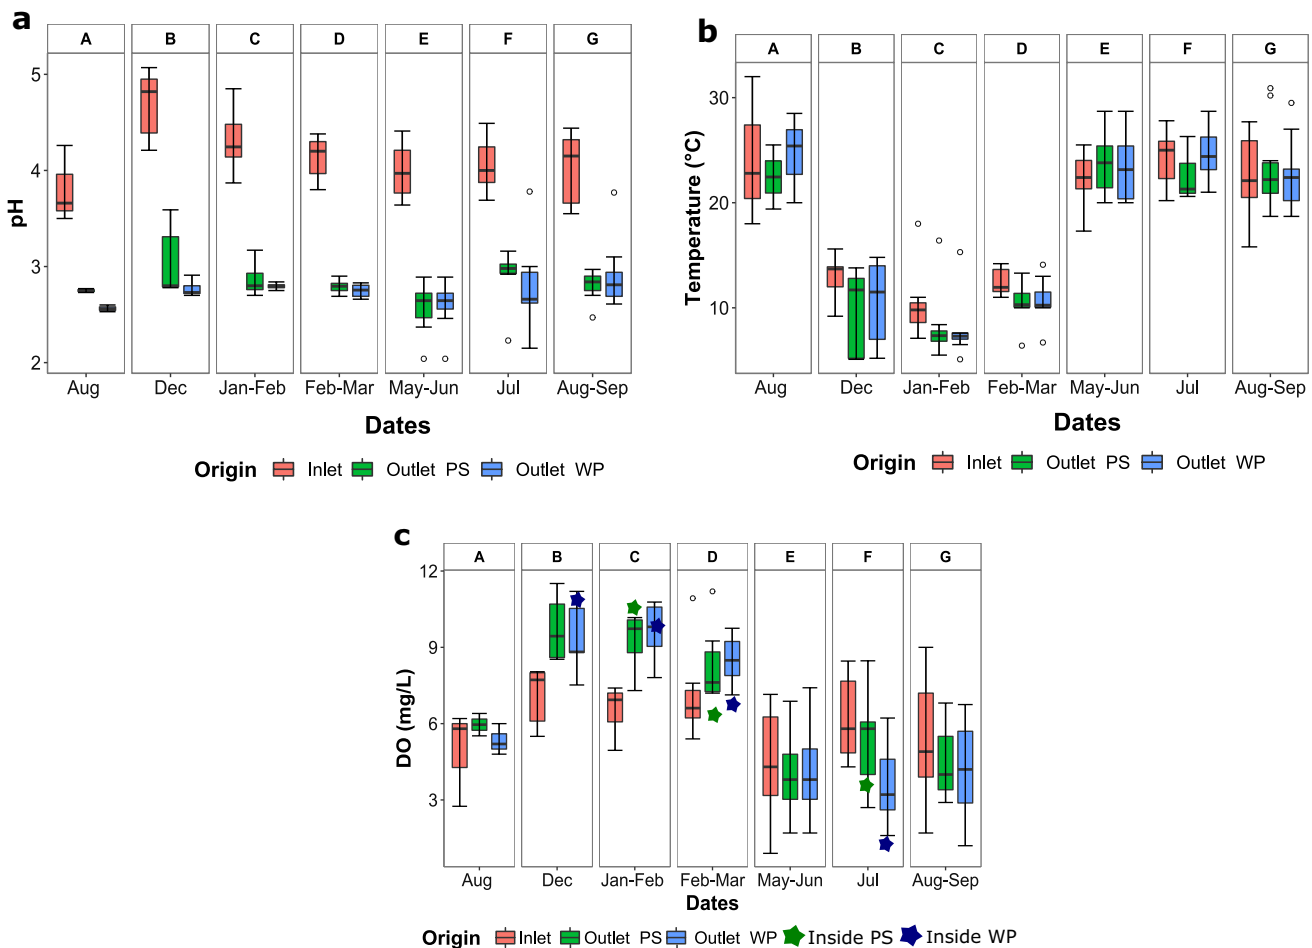 a
A B C D E F G
5
4
3
2
pH
Aug Dec Jan-Feb Feb-Mar May-Jun Jul Aug-Sep
Dates
Origin Inlet Outlet PS Outlet WP
b
A B C D E F G
30
20
10
Temperature (°C)
Aug Dec Jan-Feb Feb-Mar May-Jun Jul Aug-Sep
Dates
Origin Inlet Outlet PS Outlet WP
c
A B C D E F G
12
9
6
3
DO (mg/L)
Aug Dec Jan-Feb Feb-Mar May-Jun Jul Aug-Sep
Dates
Origin Inlet Outlet PS Outlet WP Inside PS Inside WP